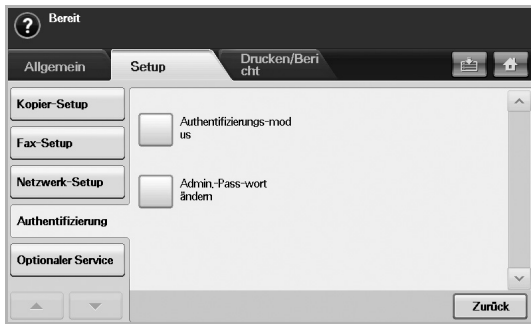 Bereit
Allgemein
Setup
Drucken/Beri
cht
Kopier-Setup
Fax-Setup
Netzwerk-Setup
Authentifizierung
Optionaler Service
Authentifizierungs-mod
us
Admin.-Pass-wort
ändern
Zurück